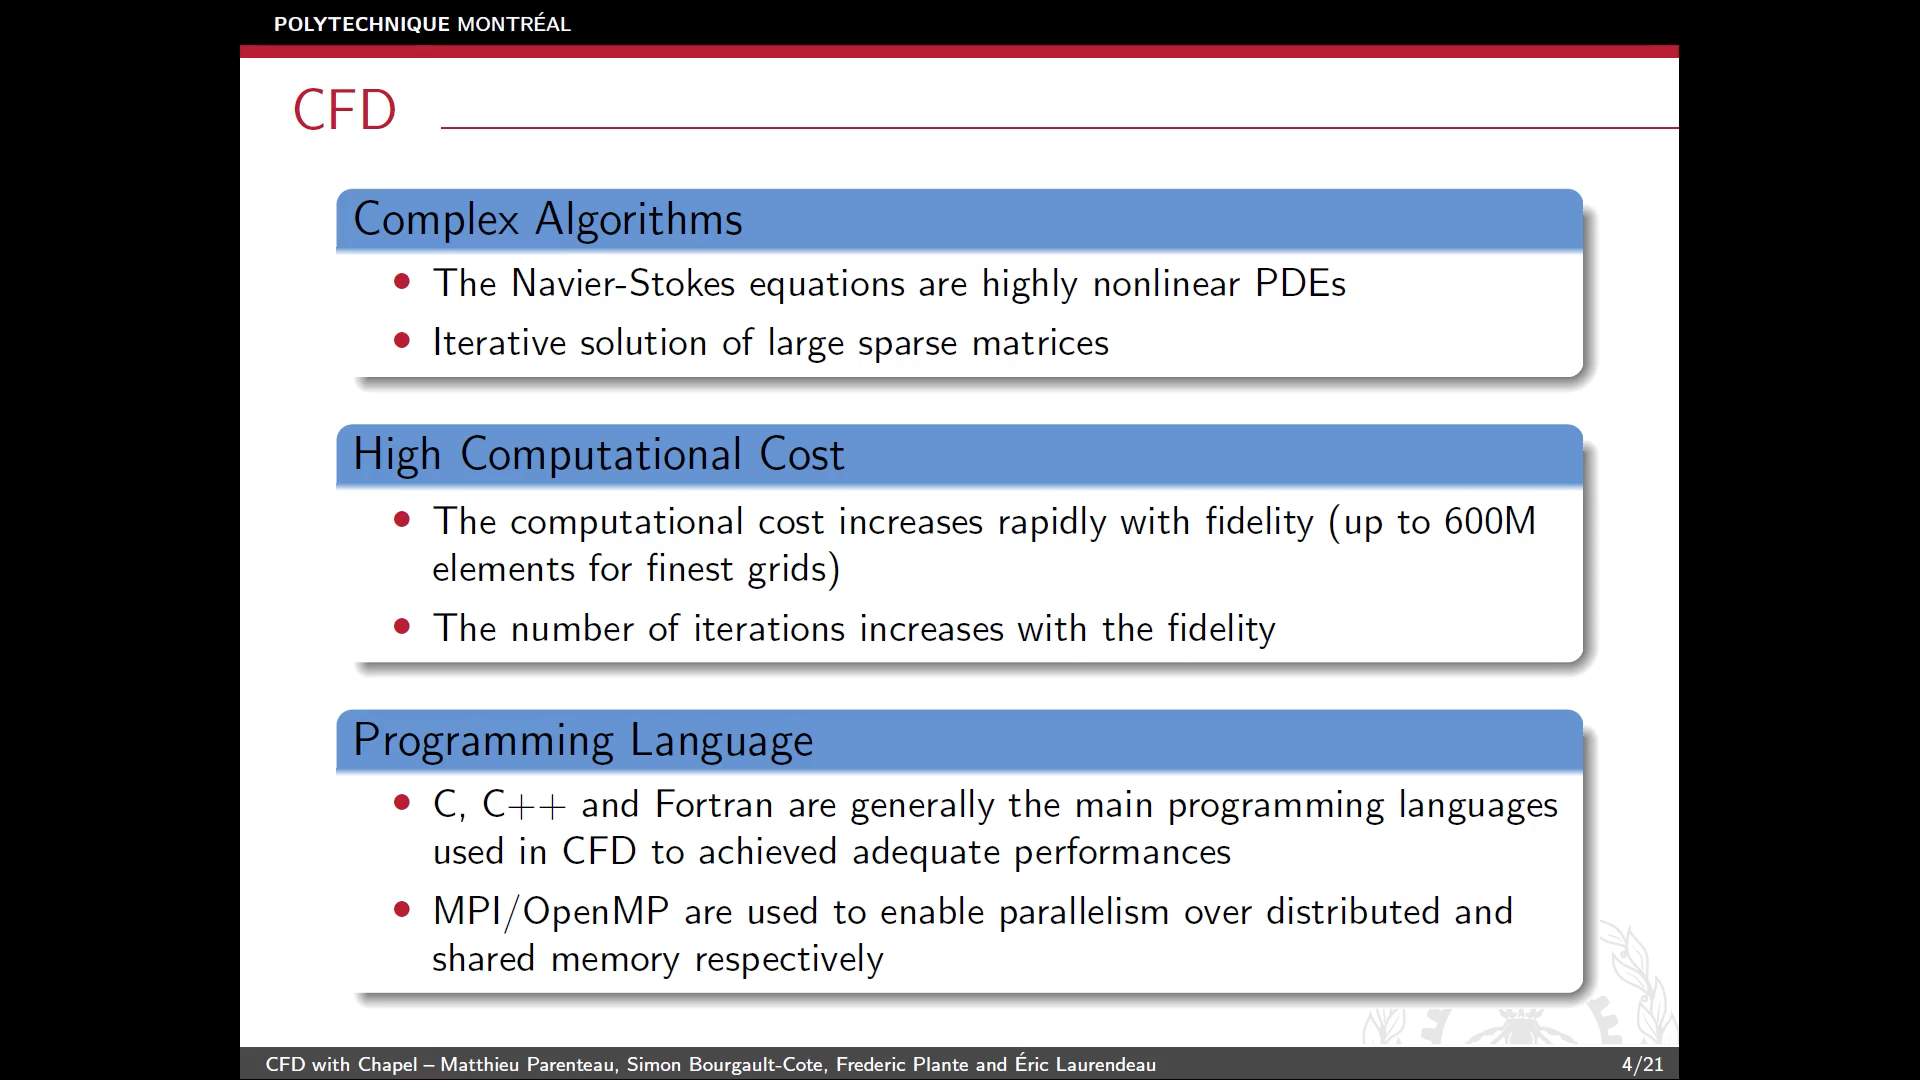 POLYTECHNIQUE MONTRÉAL
CFD
Complex Algorithms
• The Navier-Stokes equations are highly nonlinear PDEs
• Iterative solution of large sparse matrices
High Computational Cost
• The computational cost increases rapidly with fidelity (up to 600M
elements for finest grids)
• The number of iterations increases with the fidelity
Programming Language
• C, C++ and Fortran are generally the main programming languages
used in CFD to achieved adequate performances
• MPI/OpenMP are used to enable parallelism over distributed and
shared memory respectively
CFD with Chapel – Matthieu Parenteau, Simon Bourgault-Cote, Frederic Plante and Éric Laurendeau
4/21